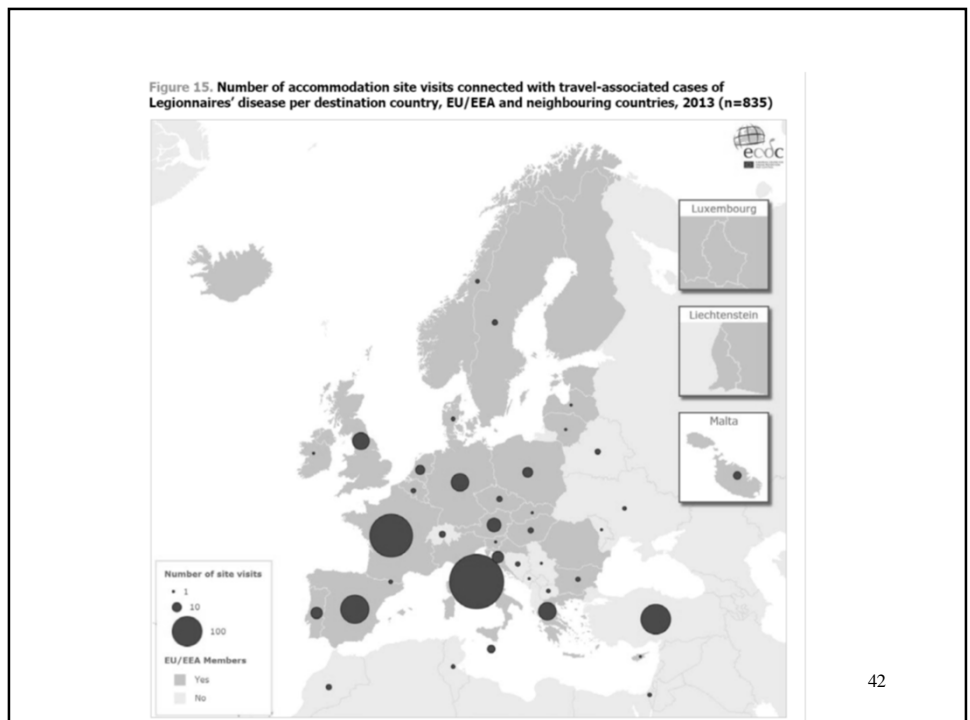 Figure 15. Number of accommodation site visits connected with travel-associated cases of
Legionnaires' disease per destination country, EU/EEA and neighbouring countries, 2013 (n=835)
ecdc
Luxembourg
Liechtenstein
Malta
Number of site visits
1
10
100
EU/EEA Members
Yes
No
42